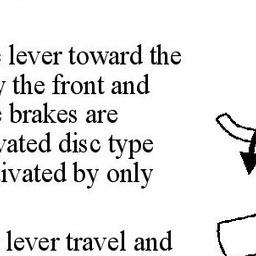 lever toward the
the front and
brakes are
vated disc type
ivated by only
lever travel and